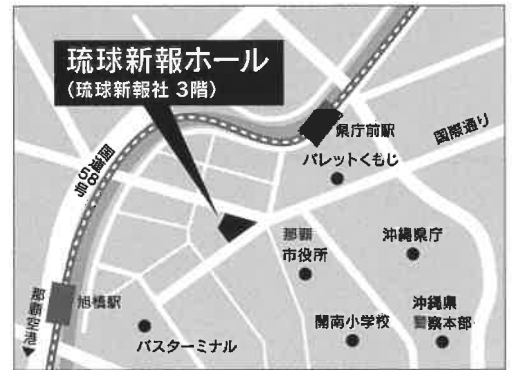 琉球新報ホール
(琉球新報社 3階)
県庁前駅
国際通り
パレットくもじ
国道58号
那覇
市役所
沖縄県庁
旭橋駅
那覇空港
バスターミナル
開南小学校
沖縄県
警察本部